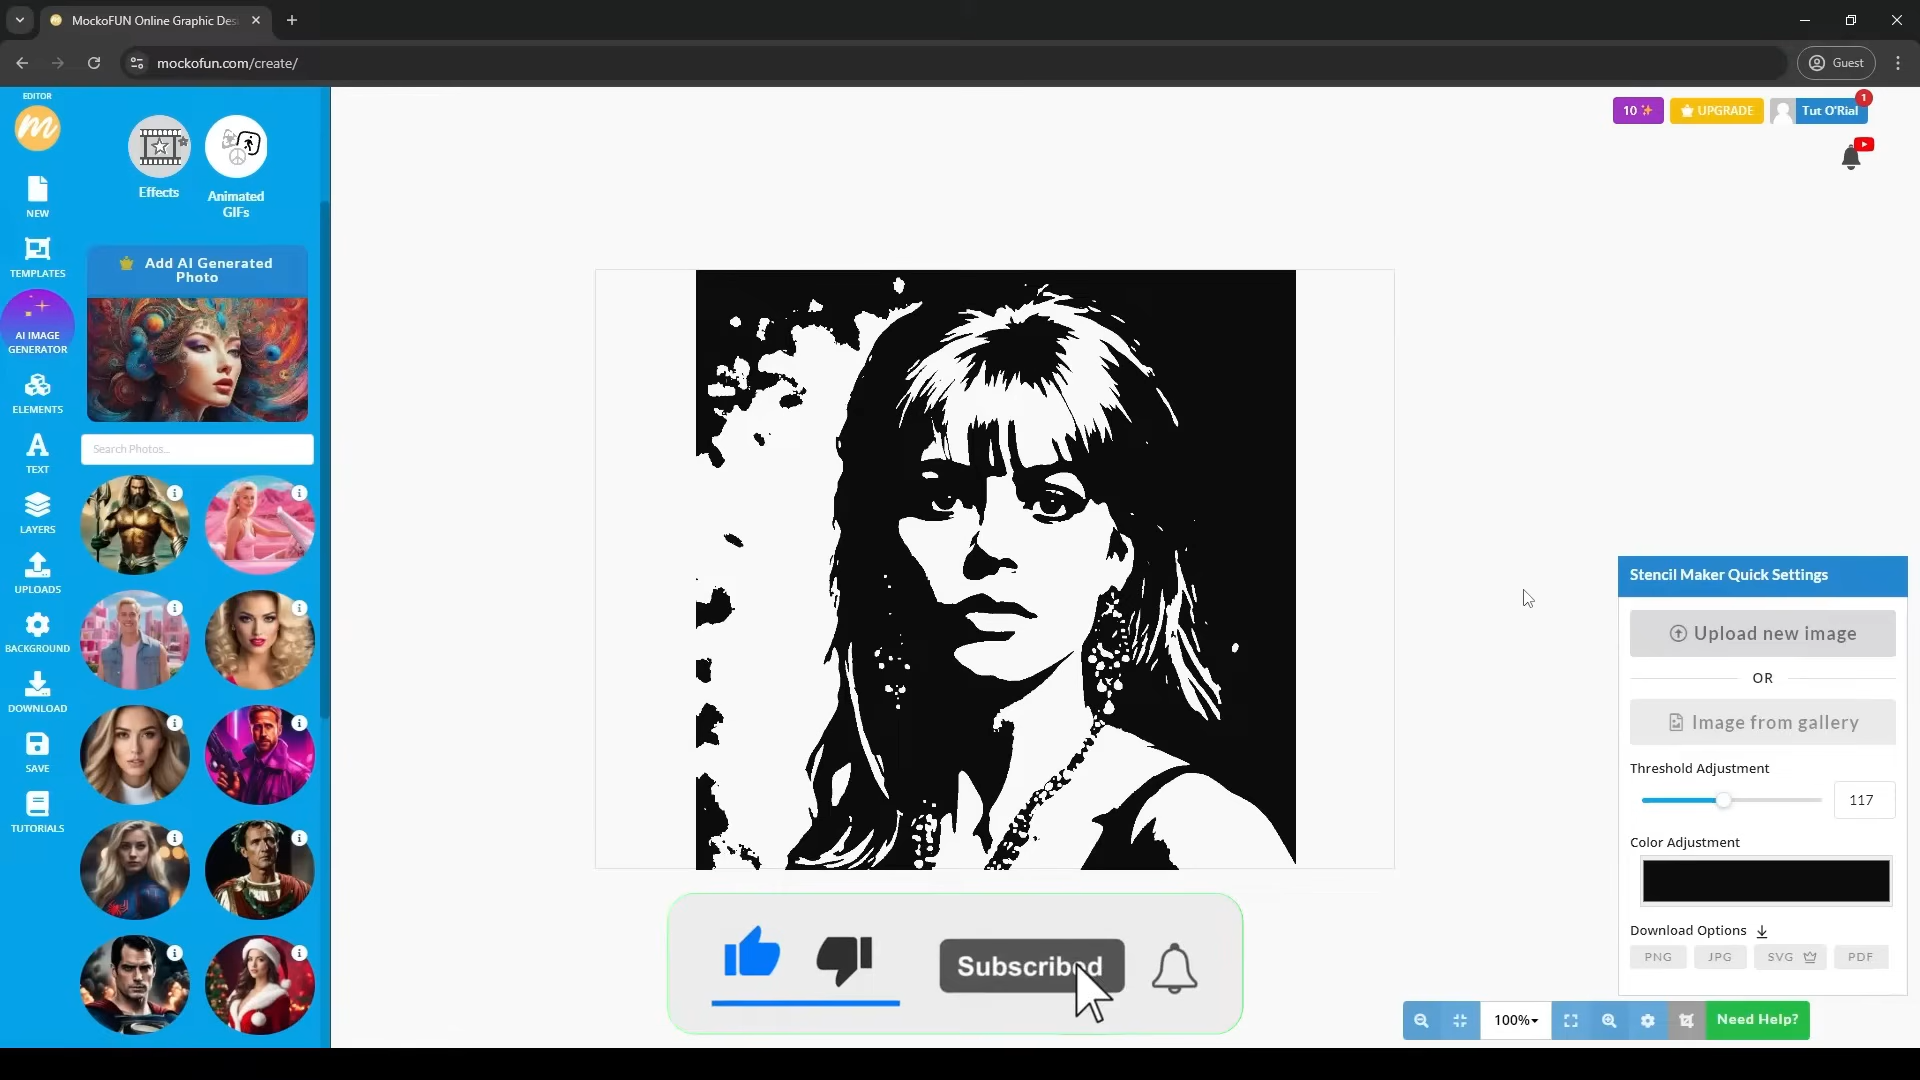 MockoFUN Online Graphic Des
mockofun.com/create/
Guest
EDITOR
m
NEW
TEMPLATES
AI IMAGE
GENERATOR
ELEMENTS
TEXT
LAYERS
UPLOADS
BACKGROUND
DOWNLOAD
SAVE
TUTORIALS
Effects
Animated
GIFs
Add AI Generated
Photo
Search Photos...
10
UPGRADE
Tut O'Rial
1
Stencil Maker Quick Settings
Upload new image
OR
Image from gallery
Threshold Adjustment
117
Color Adjustment
Download Options
PNG
JPG
SVG
PDF
Subscribed
100%
Need Help?